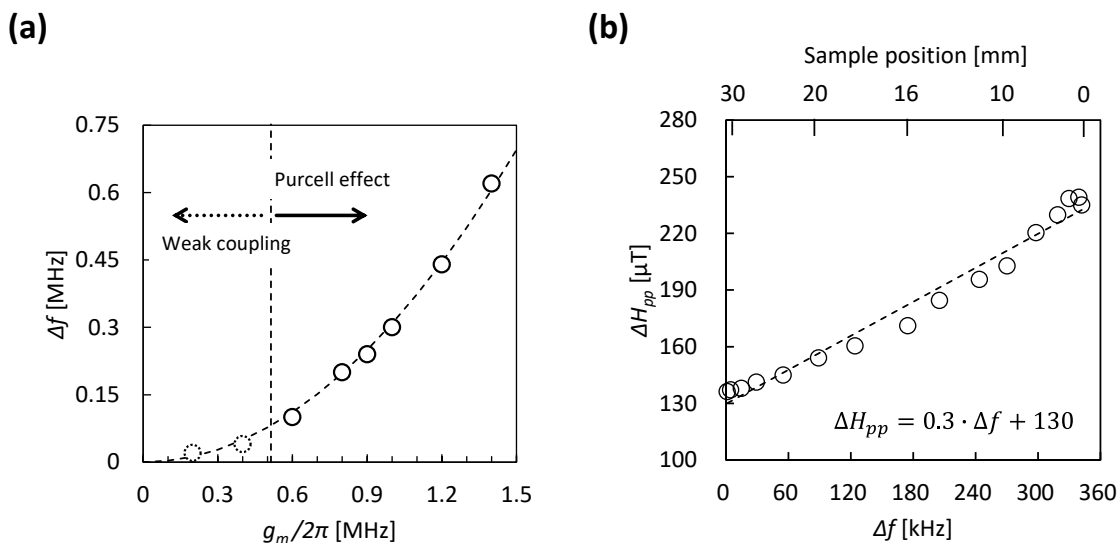 (a)
0.75
0.6
0.45
0.3
0.15
0
Δf [MHz]
Purcell effect
Weak coupling
0 0.3 0.6 0.9 1.2 1.5
g_m/2π [MHz]
(b)
Sample position [mm]
30 20 16 10 0
280
250
220
190
160
130
100
ΔH_pp [μT]
ΔH_pp = 0.3 · Δf + 130
0 60 120 180 240 300 360
Δf [kHz]